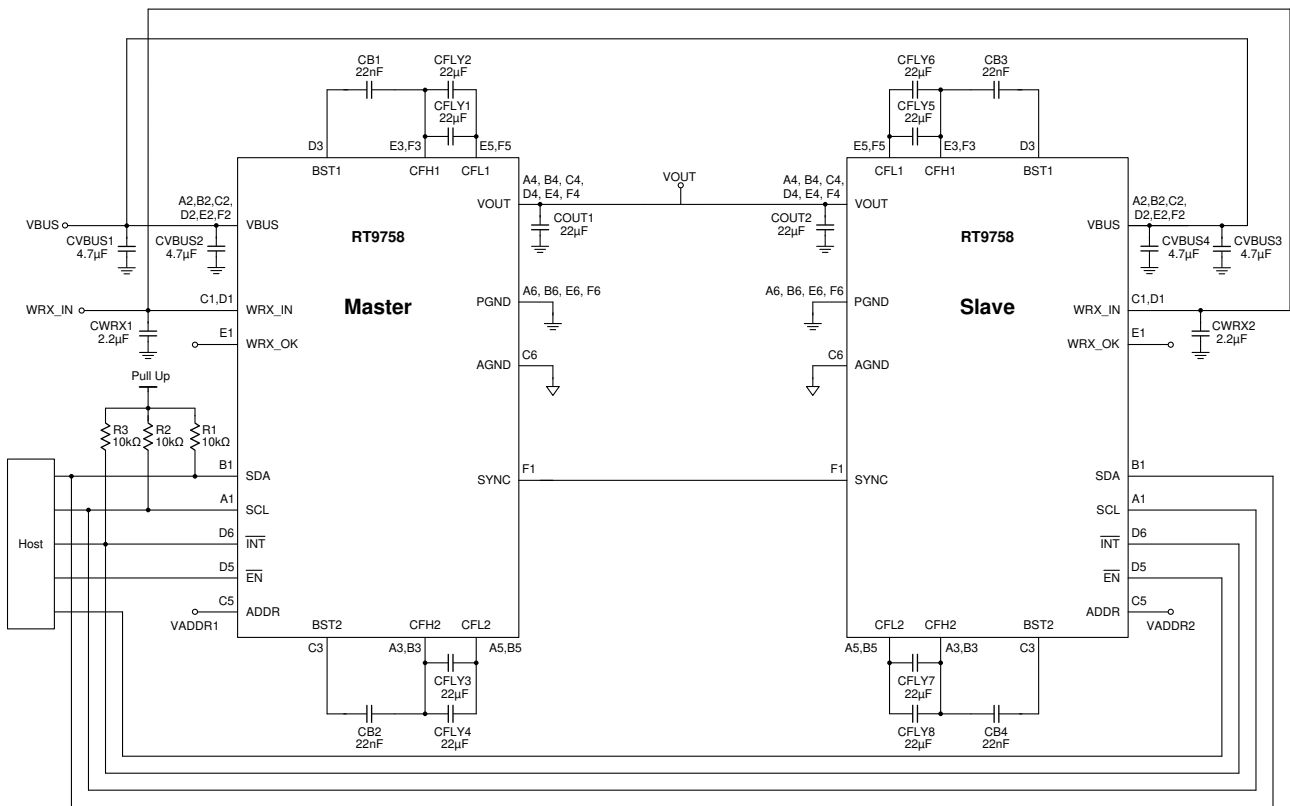 CB1
22nF
CFLY2
22µF
CFLY1
22µF
D3
E3,F3
E5,F5
BST1
CFH1
CFL1
CFLY6
22µF
CB3
22nF
CFLY5
22µF
E5,F5
E3,F3
D3
CFL1
CFH1
BST1
VBUS
A2,B2,C2,
D2,E2,F2
VBUS
CVBUS1
4.7µF
CVBUS2
4.7µF
RT9758
Master
A4, B4, C4,
D4, E4, F4
VOUT
COUT1
22µF
VOUT
A4, B4, C4,
D4, E4, F4
VOUT
COUT2
22µF
RT9758
Slave
A2,B2,C2,
D2,E2,F2
VBUS
CVBUS4
4.7µF
CVBUS3
4.7µF
WRX_IN
C1,D1
WRX_IN
CWRX1
2.2µF
E1
WRX_OK
A6, B6, E6, F6
PGND
C6
AGND
A6, B6, E6, F6
PGND
C6
AGND
C1,D1
WRX_IN
CWRX2
2.2µF
E1
WRX_OK
Pull Up
R3
10kΩ
R2
10kΩ
R1
10kΩ
Host
B1
SDA
A1
SCL
D6
INT
D5
EN
C5
ADDR
VADDR1
F1
SYNC
F1
SYNC
B1
SDA
A1
SCL
D6
INT
D5
EN
C5
ADDR
VADDR2
BST2
CFH2
CFL2
C3
A3,B3
A5,B5
CFLY3
22µF
CB2
22nF
CFLY4
22µF
CFL2
CFH2
BST2
A5,B5
A3,B3
C3
CFLY7
22µF
CFLY8
22µF
CB4
22nF